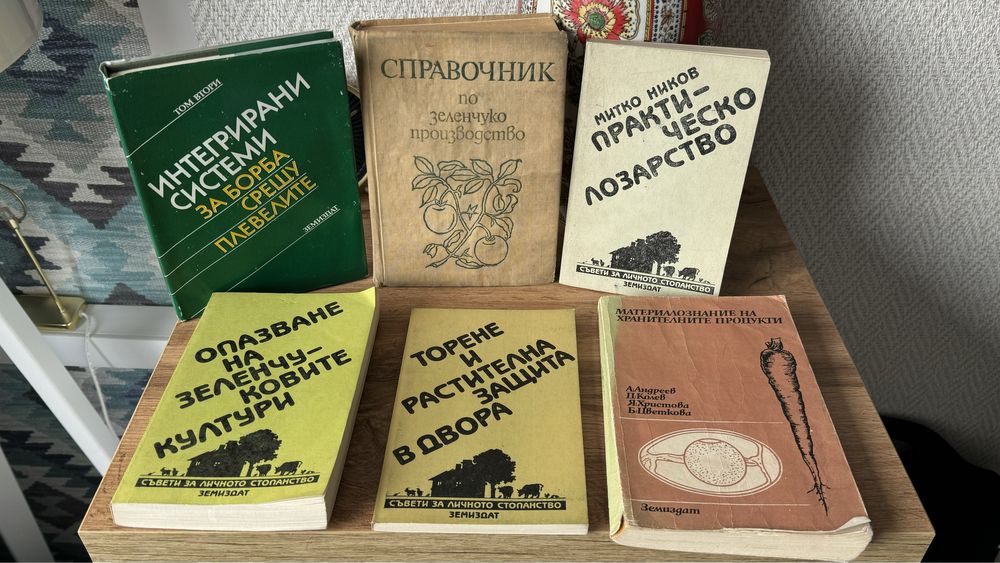 ТОМ ВТОРИ
ИНТЕГРИРАНИ
СИСТЕМИ
ЗА БОРБА
СРЕЩУ
ПЛЕВЕЛИТЕ
ЗЕМИЗДАТ
СПРАВОЧНИК
по
зеленчуко
производство
МИТКО НИКОВ
ПРАКТИ–
ЧЕСКО
ЛОЗАРСТВО
СЪВЕТИ ЗА ЛИЧНОТО СТОПАНСТВО
ЗЕМИЗДАТ
ОПАЗВАНЕ
НА
ЗЕЛЕНЧУ–
КОВИТЕ
КУЛТУРИ
СЪВЕТИ ЗА ЛИЧНОТО СТОПАНСТВО
ЗЕМИЗДАТ
ТОРЕНЕ
И
РАСТИТЕЛНА
ЗАЩИТА
В ДВОРА
СЪВЕТИ ЗА ЛИЧНОТО СТОПАНСТВО
ЗЕМИЗДАТ
МАТЕРИАЛОЗНАНИЕ НА
ХРАНИТЕЛНИТЕ ПРОДУКТИ
А. Андреев
П. Колев
Я. Христова
Б. Цветкова
Земиздат